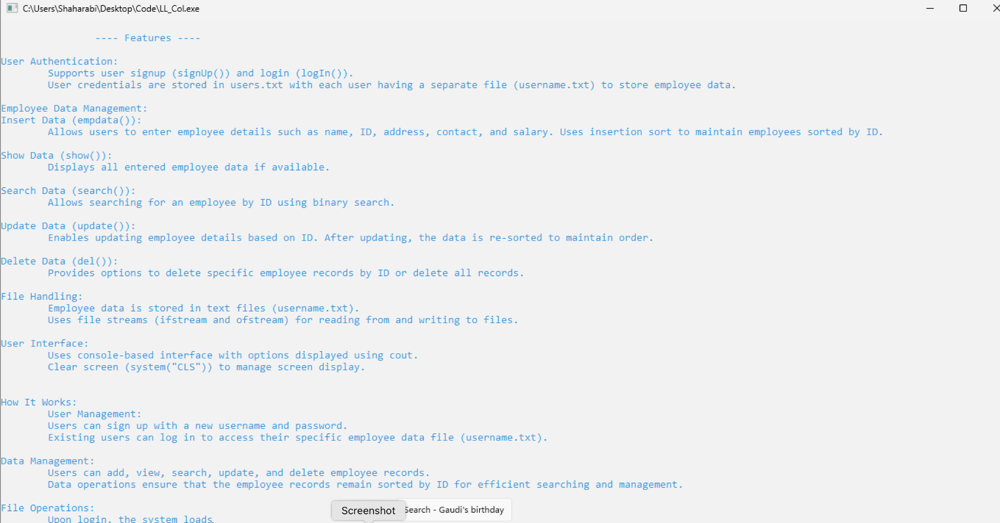 C:\Users\Shaharabi\Desktop\Code\LL_Col.exe
---- Features ----
User Authentication:
Supports user signup (signUp()) and login (logIn()).
User credentials are stored in users.txt with each user having a separate file (username.txt) to store employee data.
Employee Data Management:
Insert Data (empdata()):
Allows users to enter employee details such as name, ID, address, contact, and salary. Uses insertion sort to maintain employees sorted by ID.
Show Data (show()):
Displays all entered employee data if available.
Search Data (search()):
Allows searching for an employee by ID using binary search.
Update Data (update()):
Enables updating employee details based on ID. After updating, the data is re-sorted to maintain order.
Delete Data (del()):
Provides options to delete specific employee records by ID or delete all records.
File Handling:
Employee data is stored in text files (username.txt).
Uses file streams (ifstream and ofstream) for reading from and writing to files.
User Interface:
Uses console-based interface with options displayed using cout.
Clear screen (system("CLS")) to manage screen display.
How It Works:
User Management:
Users can sign up with a new username and password.
Existing users can log in to access their specific employee data file (username.txt).
Data Management:
Users can add, view, search, update, and delete employee records.
Data operations ensure that the employee records remain sorted by ID for efficient searching and management.
File Operations:
Screenshot
Search - Gaudi's birthday
Upon login, the system loads